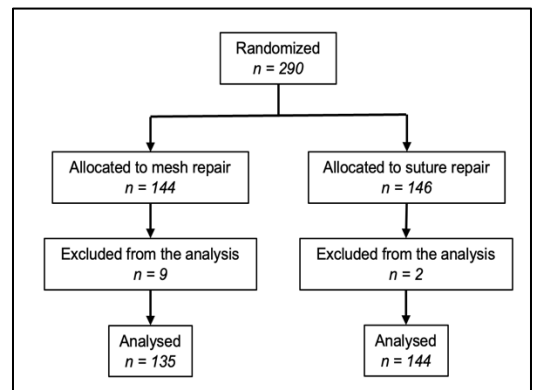 Randomized
n = 290
Allocated to mesh repair
n = 144
Allocated to suture repair
n = 146
Excluded from the analysis
n = 9
Excluded from the analysis
n = 2
Analysed
n = 135
Analysed
n = 144